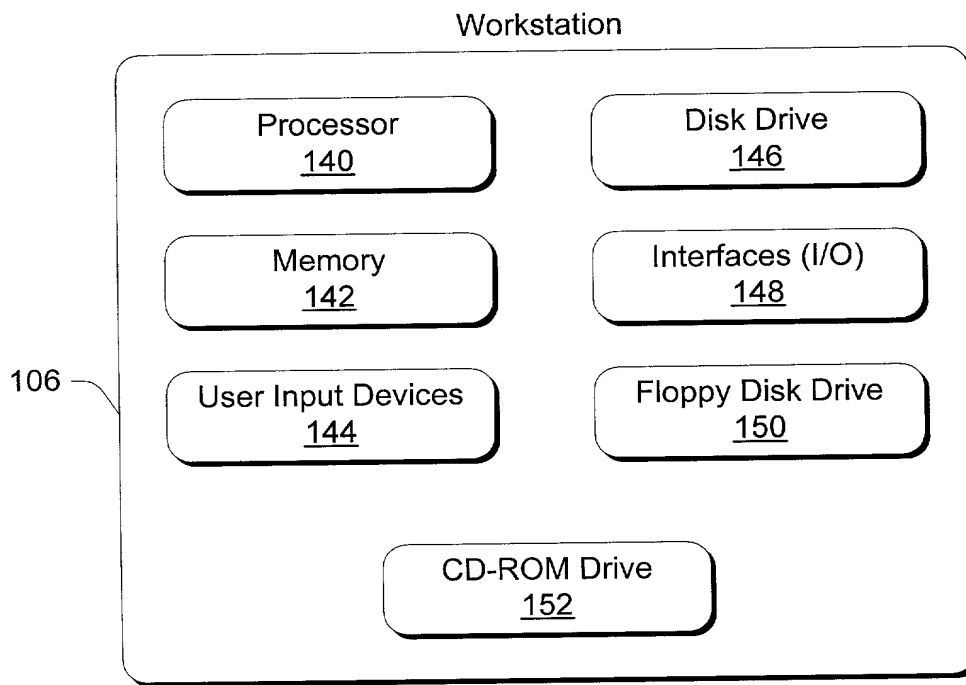 Workstation
Processor
140
Disk Drive
146
Memory
142
Interfaces (I/O)
148
106
User Input Devices
144
Floppy Disk Drive
150
CD-ROM Drive
152